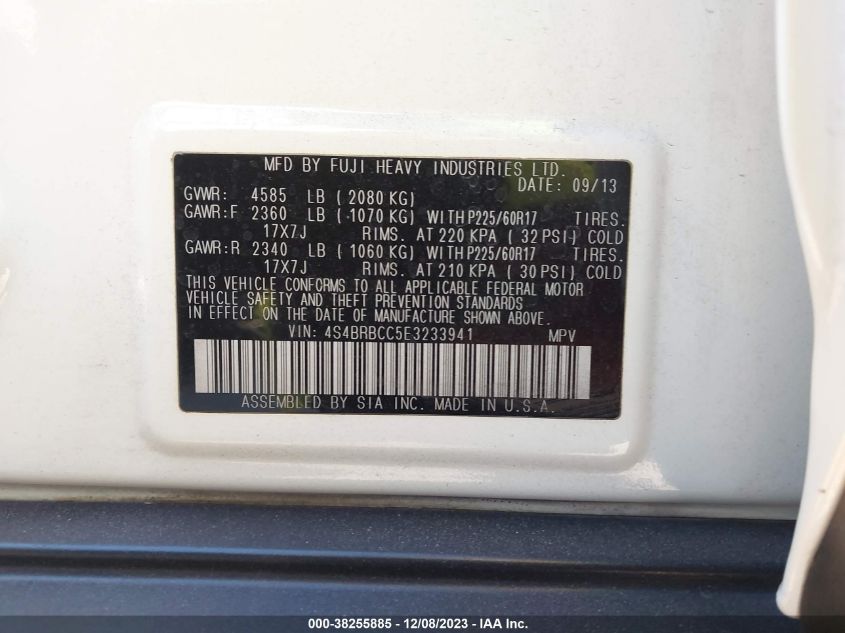 MFD BY FUJI HEAVY INDUSTRIES LTD.
DATE: 09/13
GVWR: 4585 LB ( 2080 KG)
GAWR:F 2360 LB ( 1070 KG) WITH P225/60R17 TIRES.
17X7J RIMS. AT 220 KPA ( 32 PSI) COLD
GAWR:R 2340 LB ( 1060 KG) WITH P225/60R17 TIRES.
17X7J RIMS. AT 210 KPA ( 30 PSI) COLD
THIS VEHICLE CONFORMS TO ALL APPLICABLE FEDERAL MOTOR
VEHICLE SAFETY AND THEFT PREVENTION STANDARDS
IN EFFECT ON THE DATE OF MANUFACTURE SHOWN ABOVE.
VIN: 4S4BRBCC5E3233941 MPV
ASSEMBLED BY SIA INC. MADE IN U.S.A.
000-38255885 - 12/08/2023 - IAA Inc.